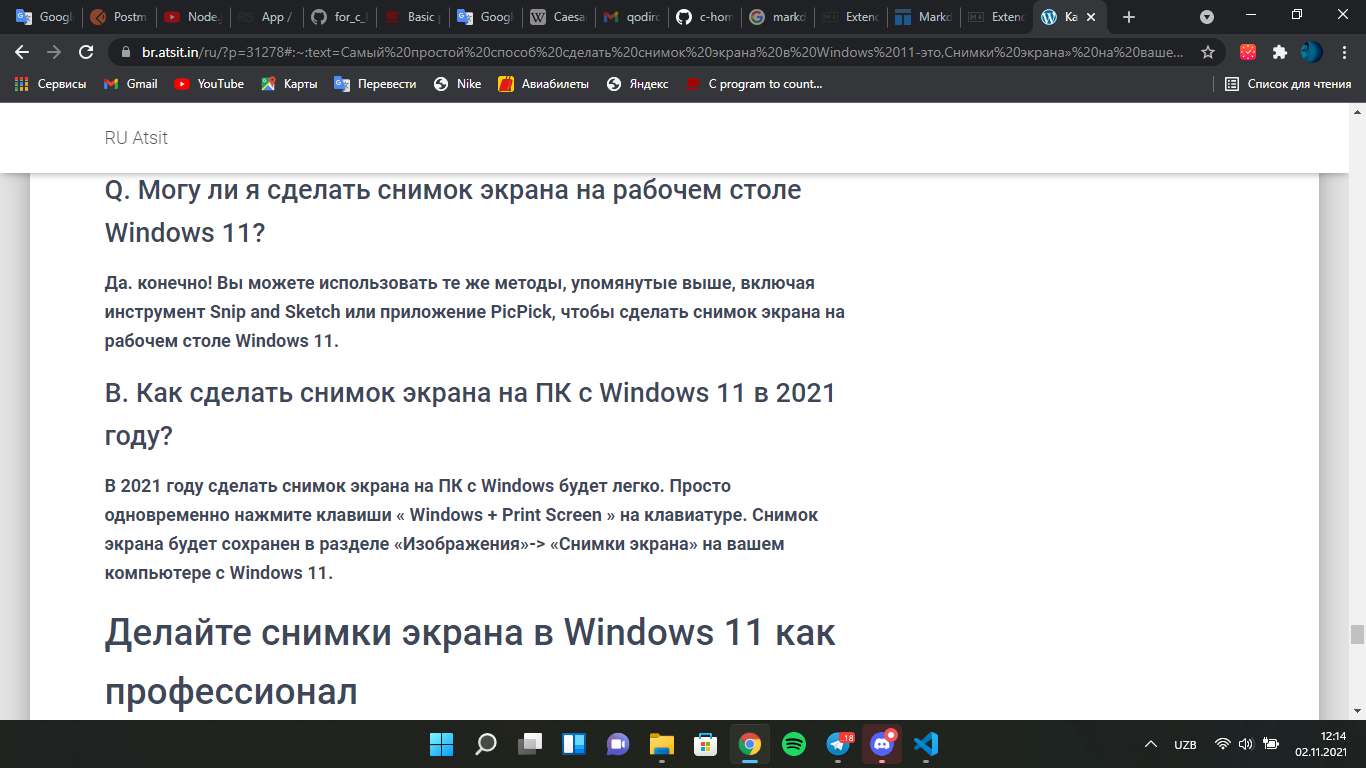 Googl
Postm
Node.j
App /
for_c_l
Basic p
Googl
Caesa
qodiro
c-hom
markd
Extenc
Markd
Extenc
Ка
br.atsit.in/ru/?p=31278#:~:text=Самый%20простой%20способ%20сделать%20снимок%20экрана%20в%20Windows%2011-это,Снимки%20экрана»%20на%20ваше...
Сервисы
Gmail
YouTube
Карты
Перевести
Nike
Авиабилеты
Яндекс
C program to count...
Список для чтения
RU Atsit
Q. Могу ли я сделать снимок экрана на рабочем столе
Windows 11?
Да. конечно! Вы можете использовать те же методы, упомянутые выше, включая
инструмент Snip and Sketch или приложение PicPick, чтобы сделать снимок экрана на
рабочем столе Windows 11.
В. Как сделать снимок экрана на ПК с Windows 11 в 2021
году?
В 2021 году сделать снимок экрана на ПК с Windows будет легко. Просто
одновременно нажмите клавиши « Windows + Print Screen » на клавиатуре. Снимок
экрана будет сохранен в разделе «Изображения»-> «Снимки экрана» на вашем
компьютере с Windows 11.
Делайте снимки экрана в Windows 11 как
профессионал
18
UZB
12:14
02.11.2021